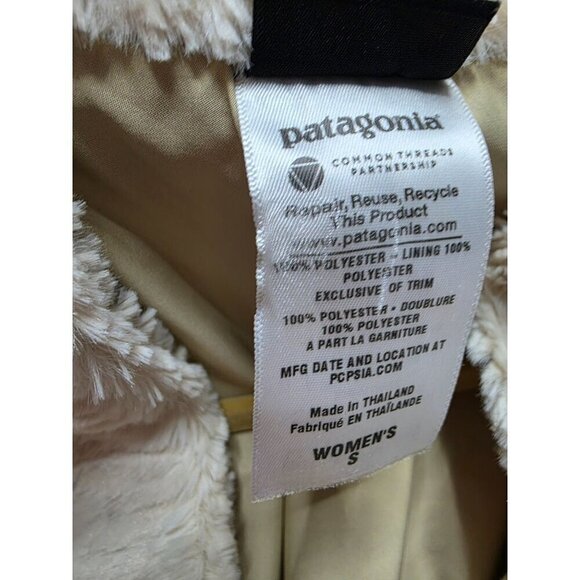 patagonia®
COMMON THREADS
PARTNERSHIP
Repair, Reuse, Recycle
This Product
www.patagonia.com
100% POLYESTER - LINING 100%
POLYESTER
EXCLUSIVE OF TRIM
100% POLYESTER • DOUBLURE
100% POLYESTER
A PART LA GARNITURE
MFG DATE AND LOCATION AT
PCPSIA.COM
Made in THAILAND
Fabriqué EN THAÏLANDE
WOMEN'S
S